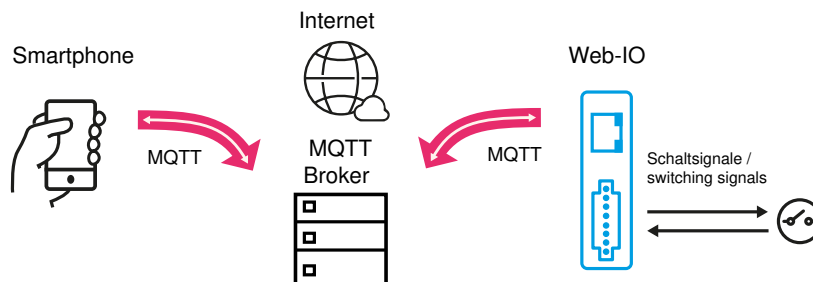 Internet
Smartphone
Web-IO
MQTT
MQTT
Broker
MQTT
Schaltsignale /
switching signals